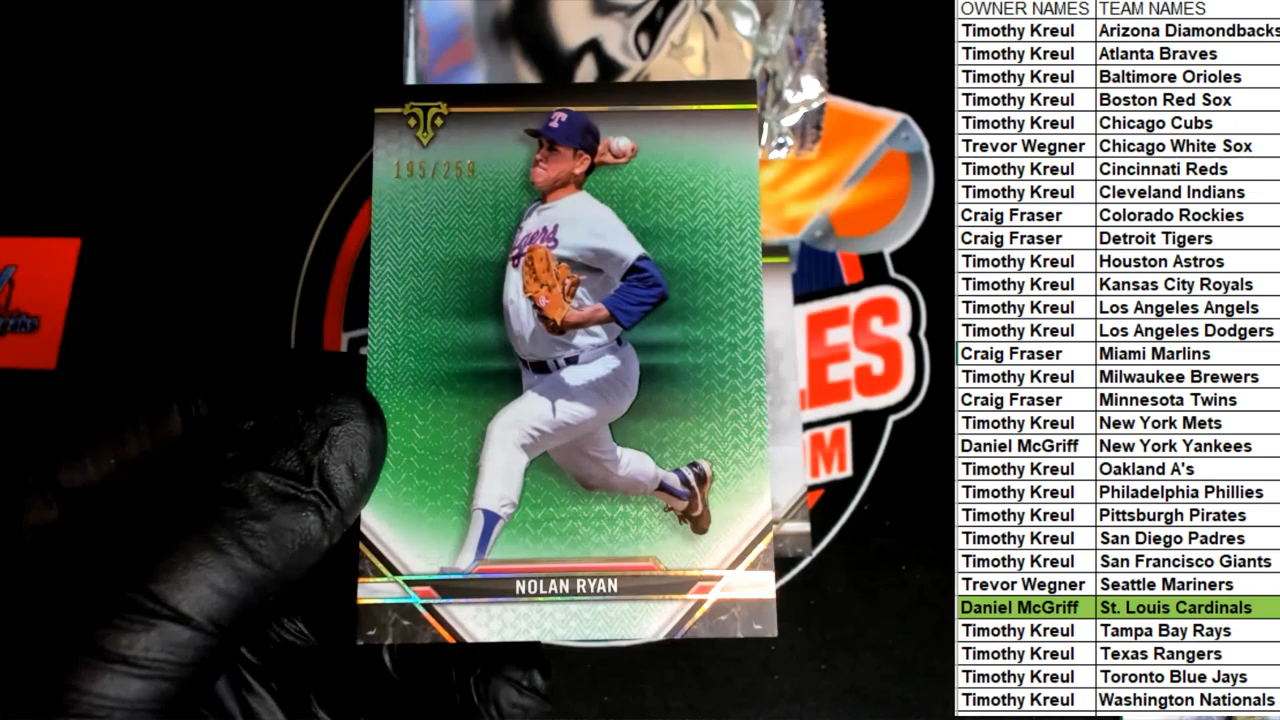 195/259
T
NOLAN RYAN
LES
OM
OWNER NAMES TEAM NAMES
Timothy Kreul Arizona Diamondbacks
Timothy Kreul Atlanta Braves
Timothy Kreul Baltimore Orioles
Timothy Kreul Boston Red Sox
Timothy Kreul Chicago Cubs
Trevor Wegner Chicago White Sox
Timothy Kreul Cincinnati Reds
Timothy Kreul Cleveland Indians
Craig Fraser Colorado Rockies
Craig Fraser Detroit Tigers
Timothy Kreul Houston Astros
Timothy Kreul Kansas City Royals
Timothy Kreul Los Angeles Angels
Timothy Kreul Los Angeles Dodgers
Craig Fraser Miami Marlins
Timothy Kreul Milwaukee Brewers
Craig Fraser Minnesota Twins
Timothy Kreul New York Mets
Daniel McGriff New York Yankees
Timothy Kreul Oakland A's
Timothy Kreul Philadelphia Phillies
Timothy Kreul Pittsburgh Pirates
Timothy Kreul San Diego Padres
Timothy Kreul San Francisco Giants
Trevor Wegner Seattle Mariners
Daniel McGriff St. Louis Cardinals
Timothy Kreul Tampa Bay Rays
Timothy Kreul Texas Rangers
Timothy Kreul Toronto Blue Jays
Timothy Kreul Washington Nationals